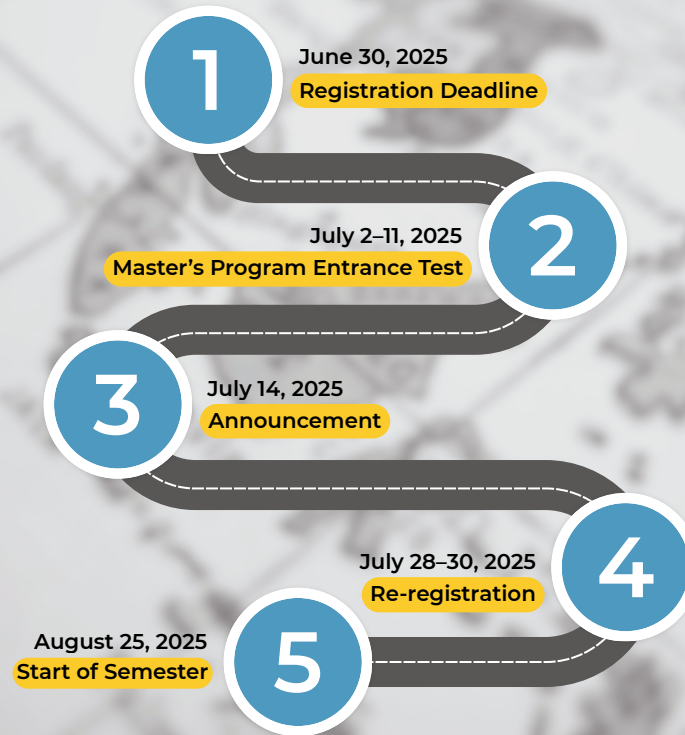 1
June 30, 2025
Registration Deadline
2
July 2–11, 2025
Master's Program Entrance Test
3
July 14, 2025
Announcement
4
July 28–30, 2025
Re-registration
5
August 25, 2025
Start of Semester